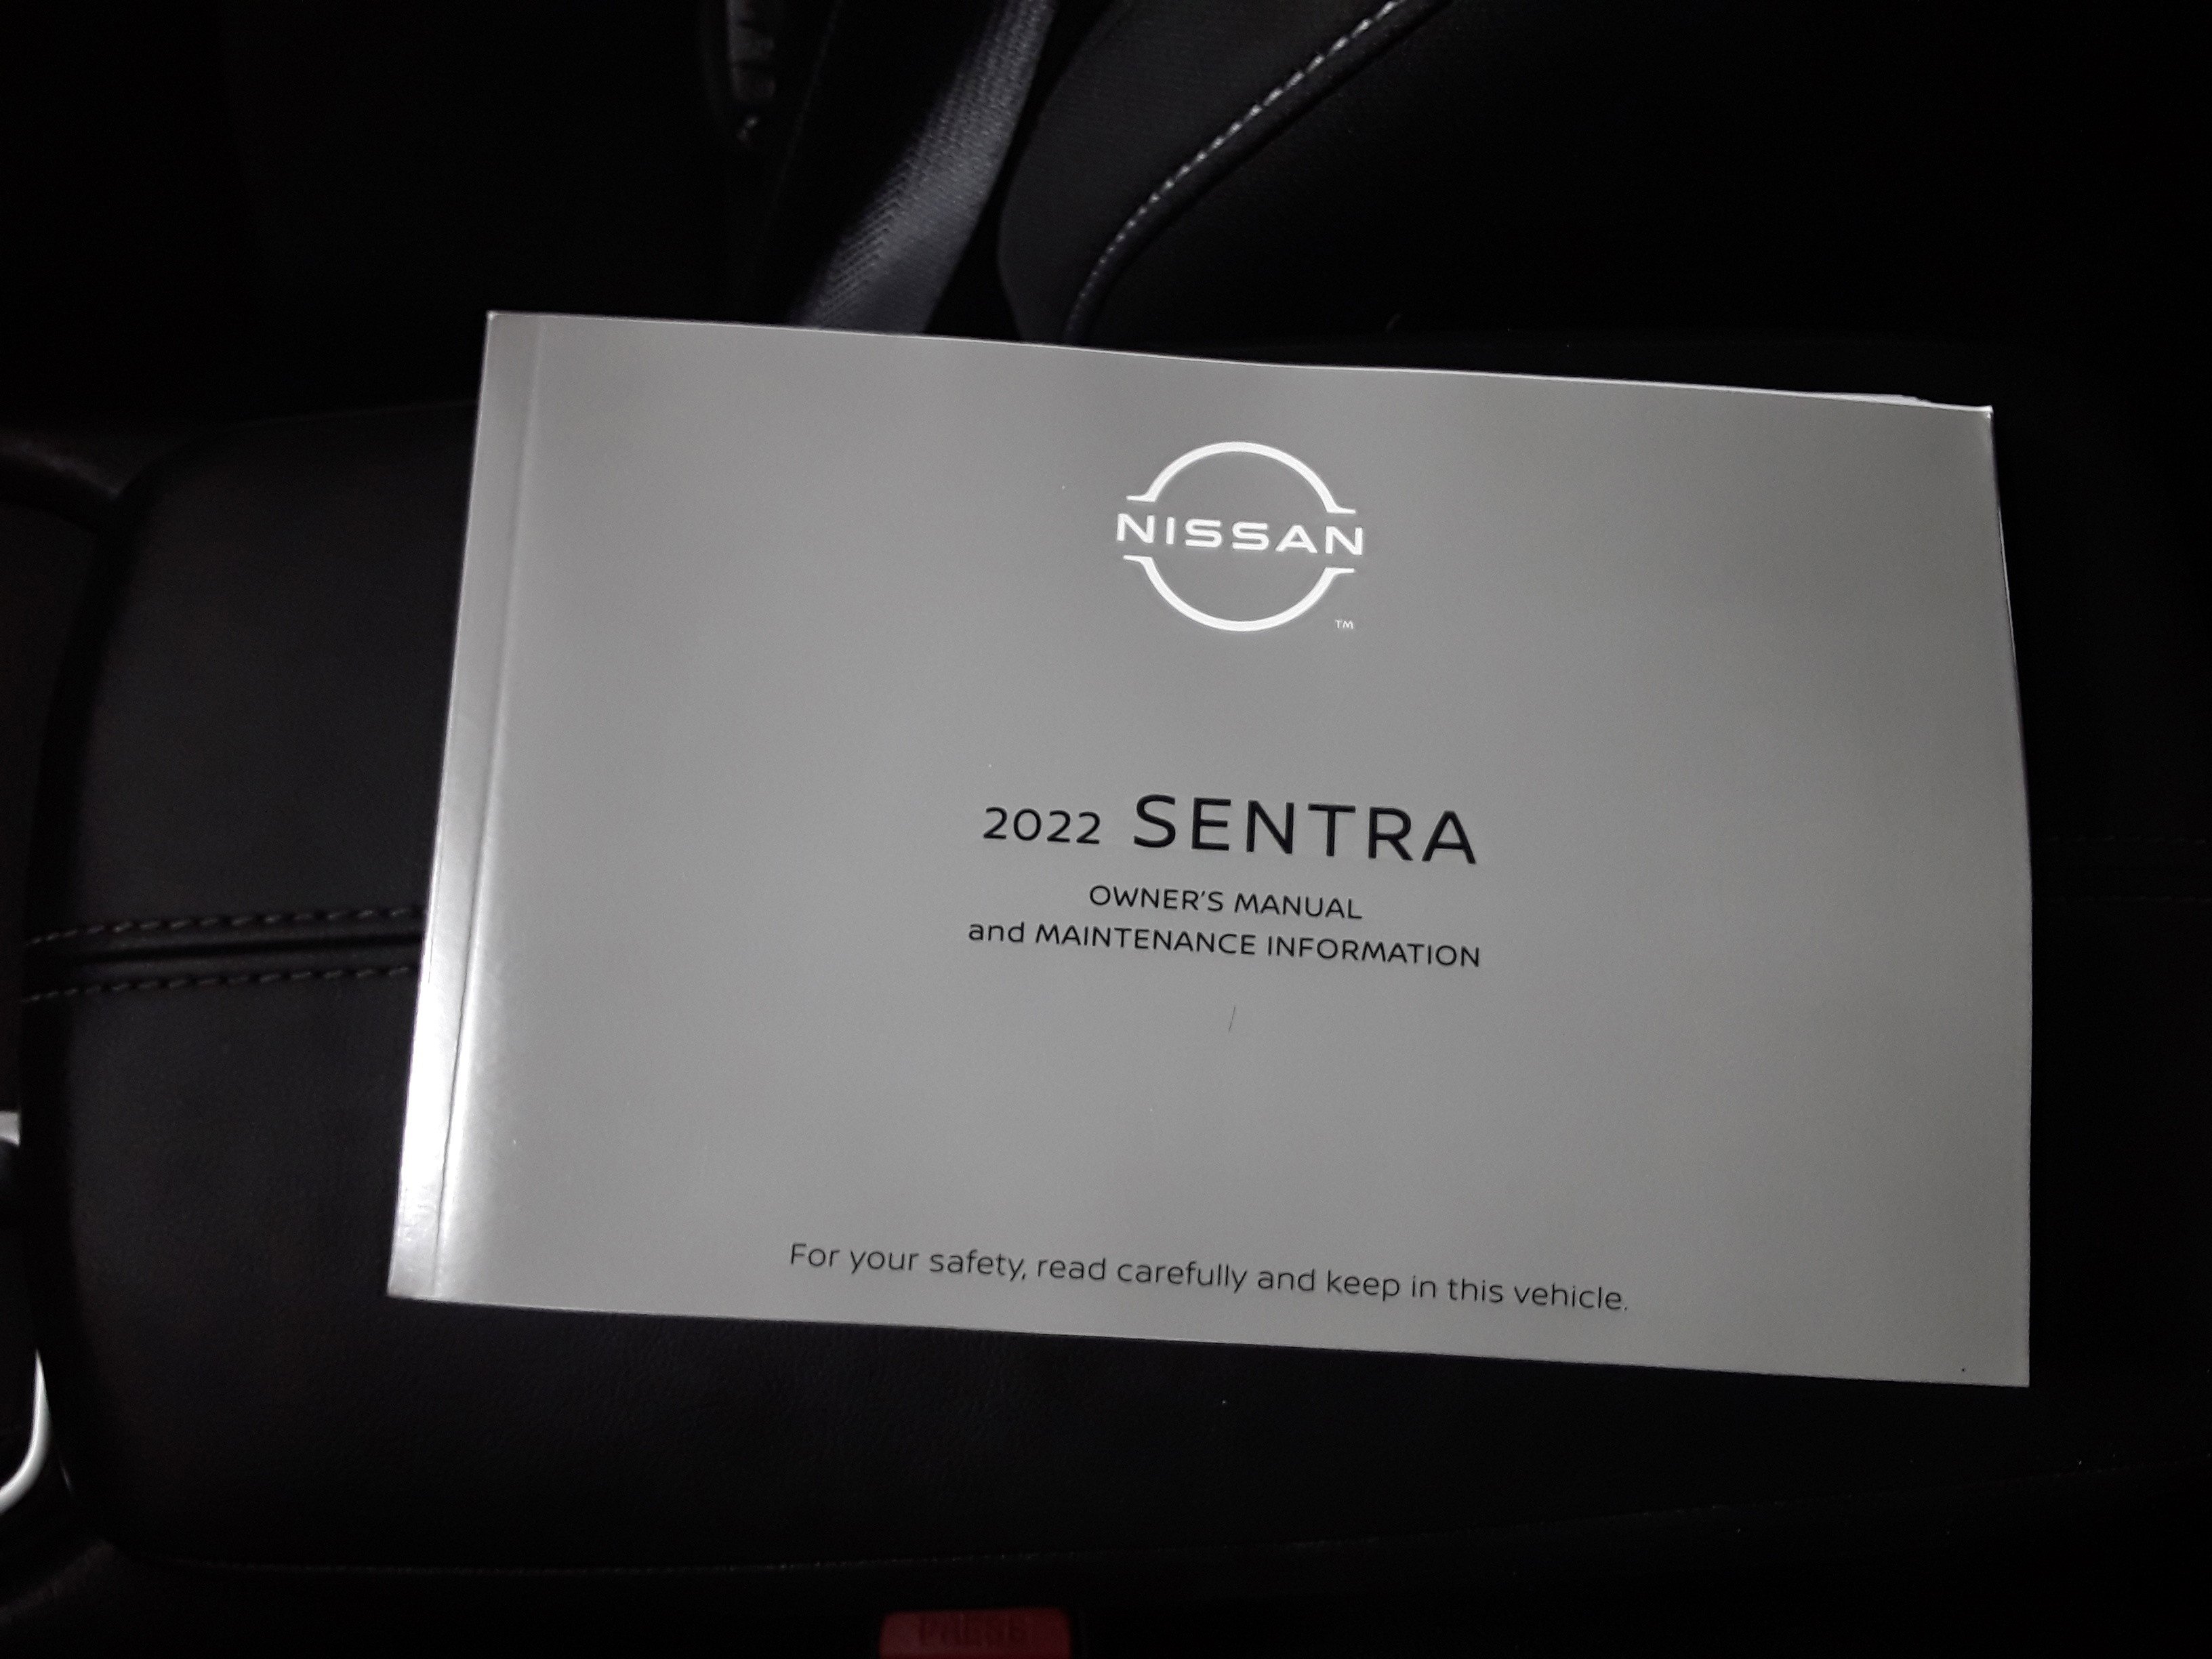 NISSAN
TM
2022 SENTRA
OWNER'S MANUAL
and MAINTENANCE INFORMATION
For your safety, read carefully and keep in this vehicle.
PRESS